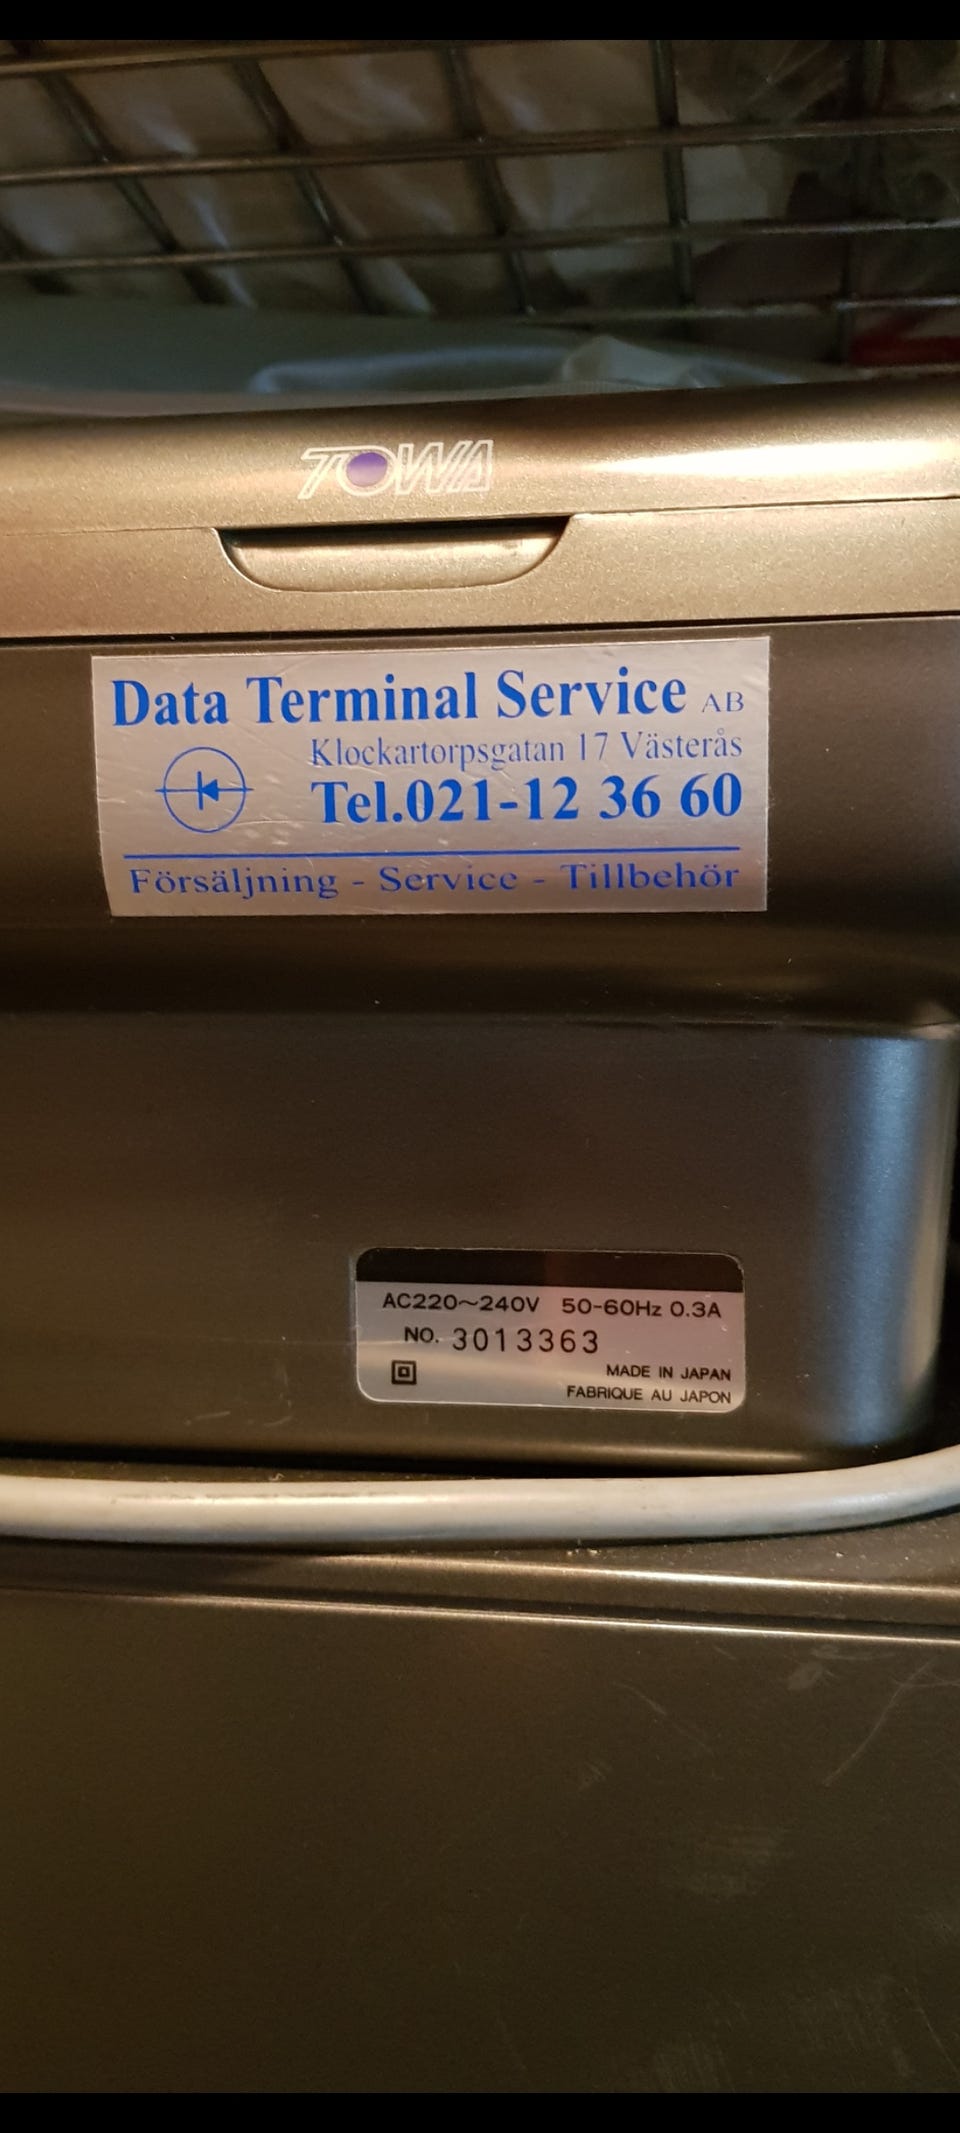 TOWA
Data Terminal Service AB
Klockartorpsgatan 17 Västerås
Tel.021-12 36 60
Försäljning - Service - Tillbehör
AC220~240V 50-60Hz 0.3A
NO. 3013363
MADE IN JAPAN
FABRIQUE AU JAPON